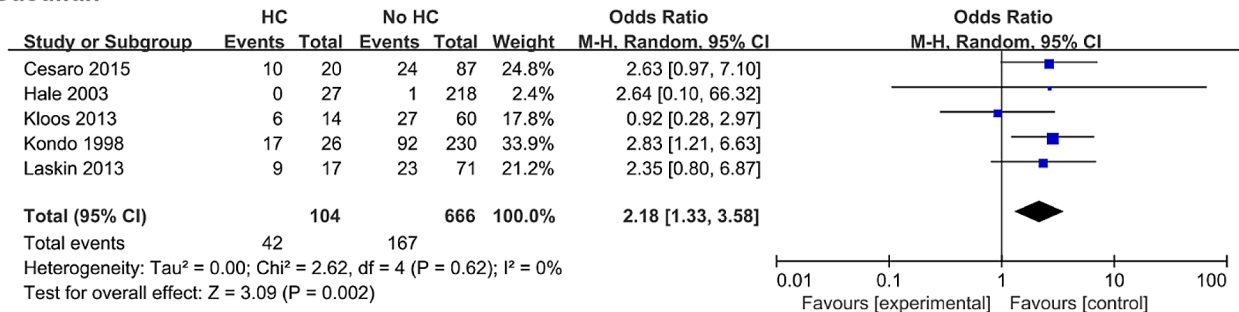 HC No HC Odds Ratio Odds Ratio
Study or Subgroup Events Total Events Total Weight M-H, Random, 95% CI M-H, Random, 95% CI
Cesaro 2015 10 20 24 87 24.8% 2.63 [0.97, 7.10]
Hale 2003 0 27 1 218 2.4% 2.64 [0.10, 66.32]
Kloos 2013 6 14 27 60 17.8% 0.92 [0.28, 2.97]
Kondo 1998 17 26 92 230 33.9% 2.83 [1.21, 6.63]
Laskin 2013 9 17 23 71 21.2% 2.35 [0.80, 6.87]
Total (95% CI) 104 666 100.0% 2.18 [1.33, 3.58]
Total events 42 167
Heterogeneity: Tau² = 0.00; Chi² = 2.62, df = 4 (P = 0.62); I² = 0%
Test for overall effect: Z = 3.09 (P = 0.002)
0.01 0.1 1 10 100
Favours [experimental] Favours [control]